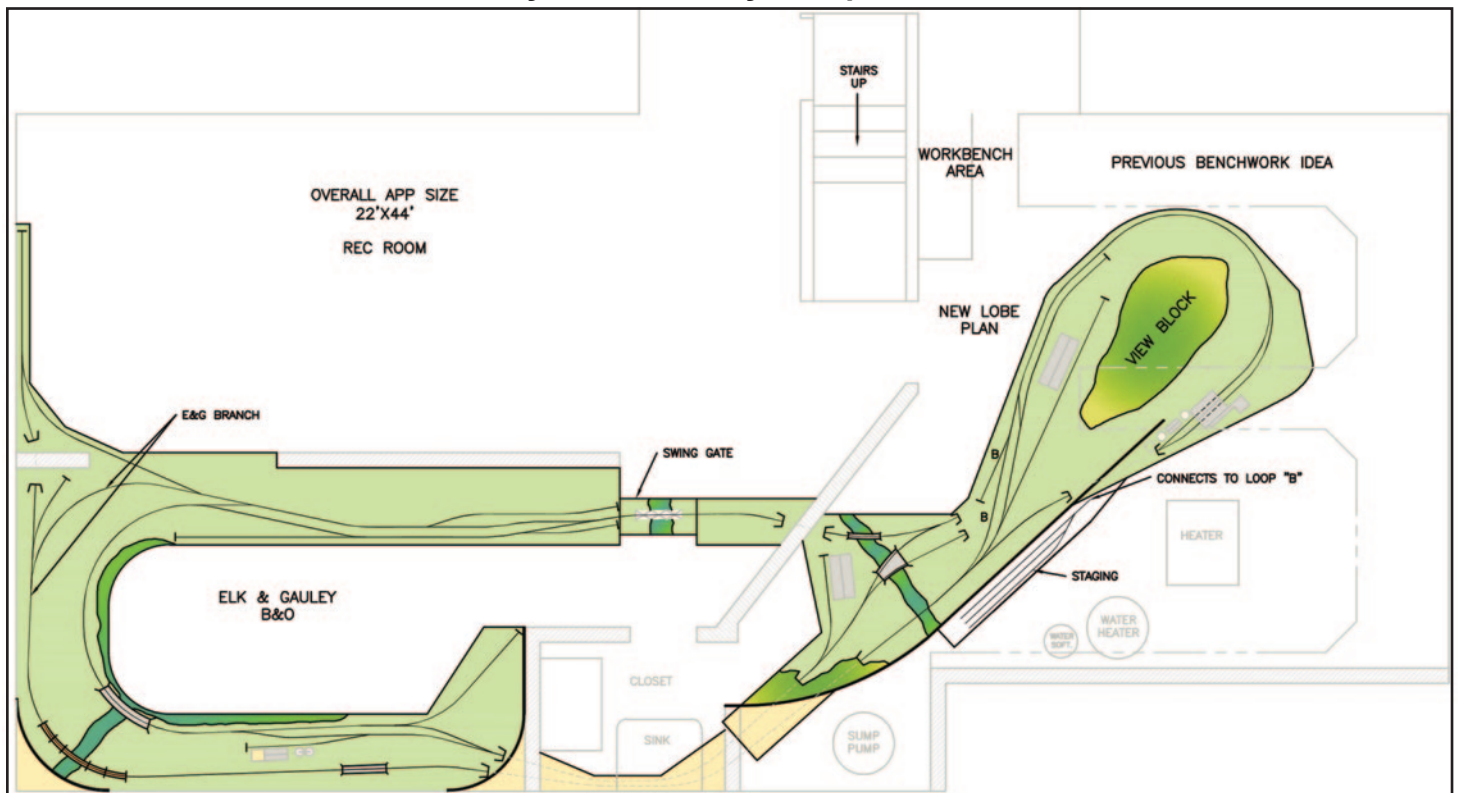 STAIRS
UP
WORKBENCH
AREA
PREVIOUS BENCHWORK IDEA
OVERALL APP SIZE
22'X44'
REC ROOM
NEW LOBE
PLAN
VIEW BLOCK
E&G BRANCH
SWING GATE
B
B
CONNECTS TO LOOP "B"
HEATER
STAGING
ELK & GAULEY
B&O
WATER
HEATER
WATER
SOFT.
CLOSET
SINK
SUMP
PUMP